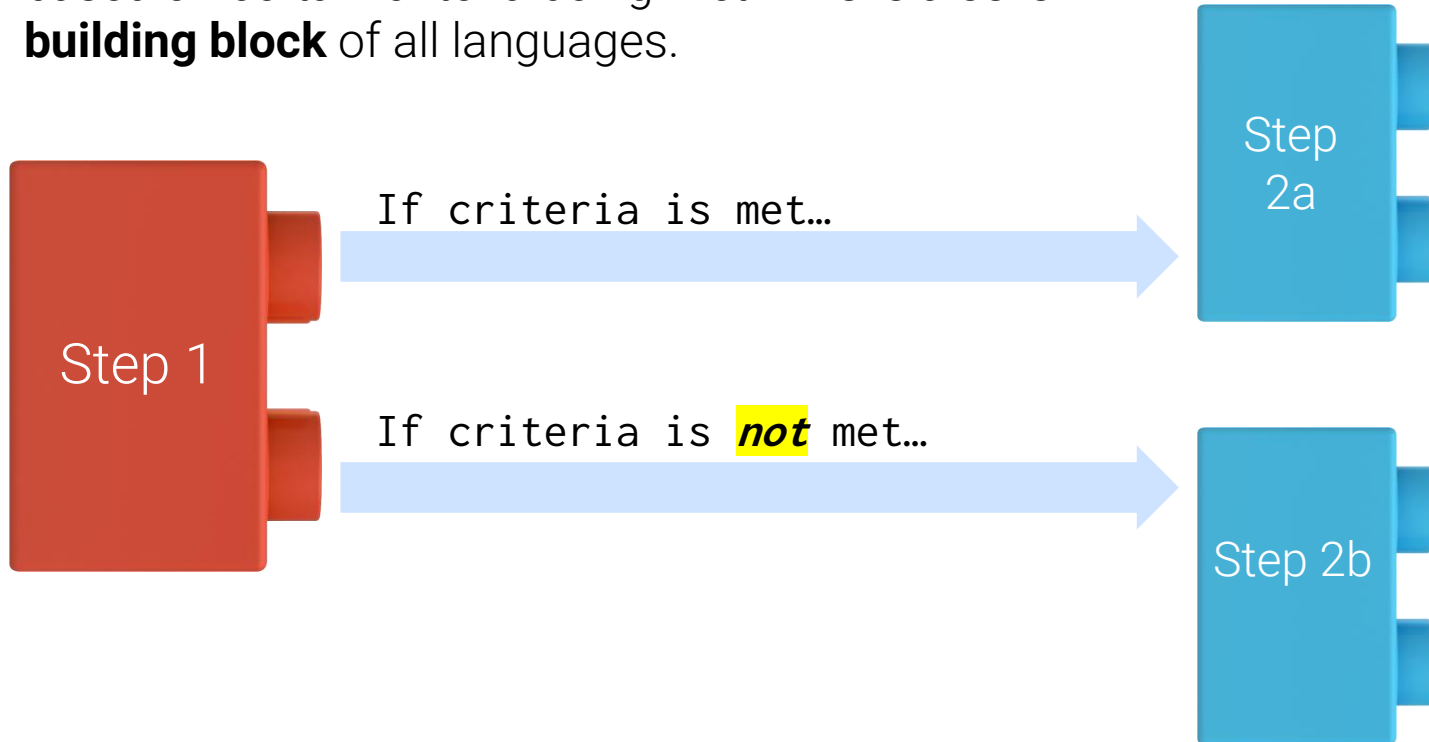 building block of all languages.
Step
2a
If criteria is met…
Step 1
If criteria is not met…
Step 2b